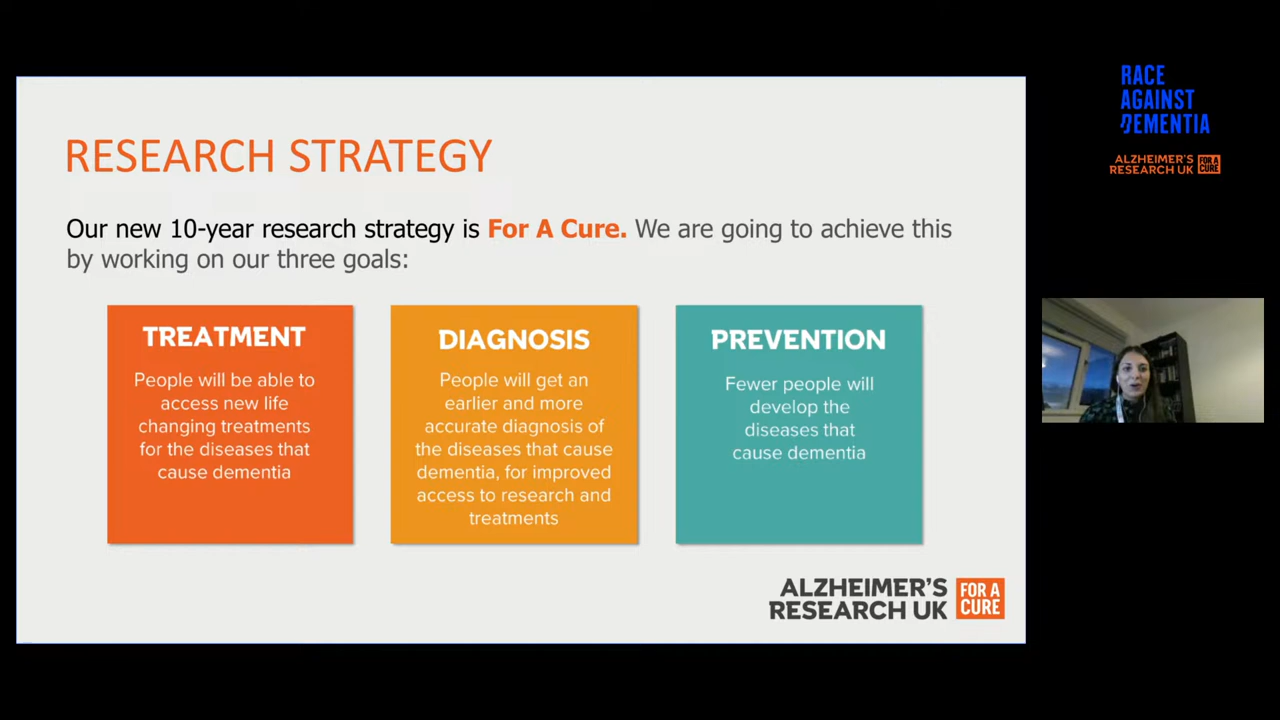 RESEARCH STRATEGY
Our new 10-year research strategy is For A Cure. We are going to achieve this
by working on our three goals:
TREATMENT
People will be able to
access new life
changing treatments
for the diseases that
cause dementia
DIAGNOSIS
People will get an
earlier and more
accurate diagnosis of
the diseases that cause
dementia, for improved
access to research and
treatments
PREVENTION
Fewer people will
develop the
diseases that
cause dementia
ALZHEIMER'S
RESEARCH UK
FOR A
CURE
RACE
AGAINST
DEMENTIA
ALZHEIMER'S
RESEARCH UK
FOR A
CURE